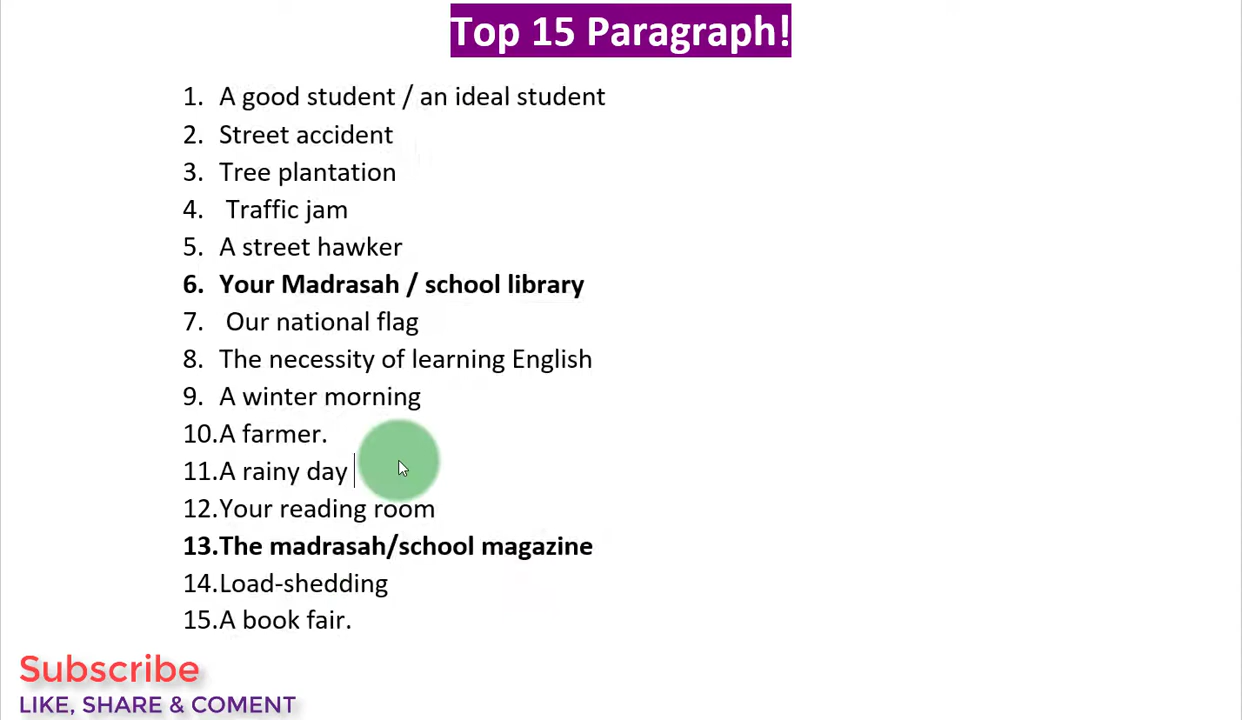 Top 15 Paragraph!
1. A good student / an ideal student
2. Street accident
3. Tree plantation
4. Traffic jam
5. A street hawker
6. Your Madrasah / school library
7. Our national flag
8. The necessity of learning English
9. A winter morning
10.A farmer.
11.A rainy day
12.Your reading room
13.The madrasah/school magazine
14.Load-shedding
15.A book fair.
Subscribe
LIKE, SHARE & COMENT